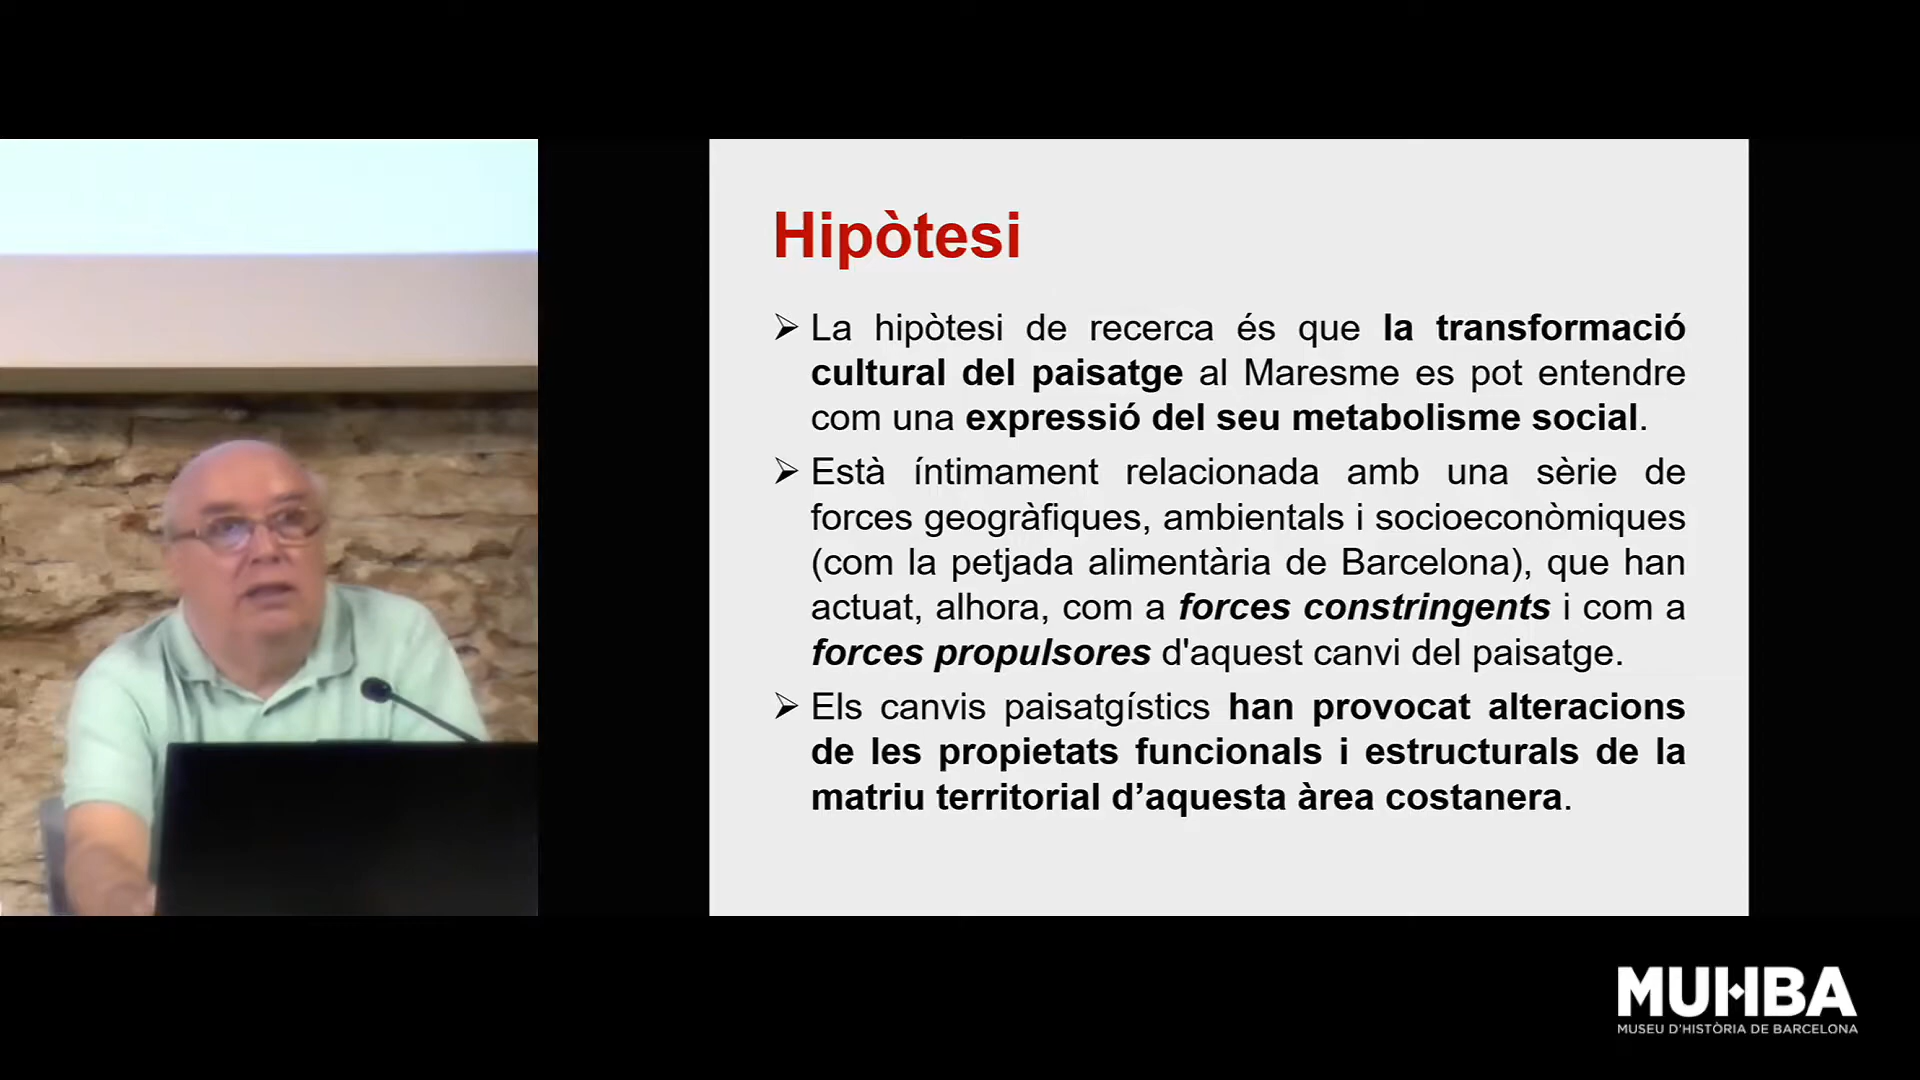 Hipòtesi
La hipòtesi de recerca és que la transformació
cultural del paisatge al Maresme es pot entendre
com una expressió del seu metabolisme social.
Està íntimament relacionada amb una sèrie de
forces geogràfiques, ambientals i socioeconòmiques
(com la petjada alimentària de Barcelona), que han
actuat, alhora, com a forces constringents i com a
forces propulsores d'aquest canvi del paisatge.
Els canvis paisatgístics han provocat alteracions
de les propietats funcionals i estructurals de la
matriu territorial d’aquesta àrea costanera.
MUHBA
MUSEU D'HISTÒRIA DE BARCELONA